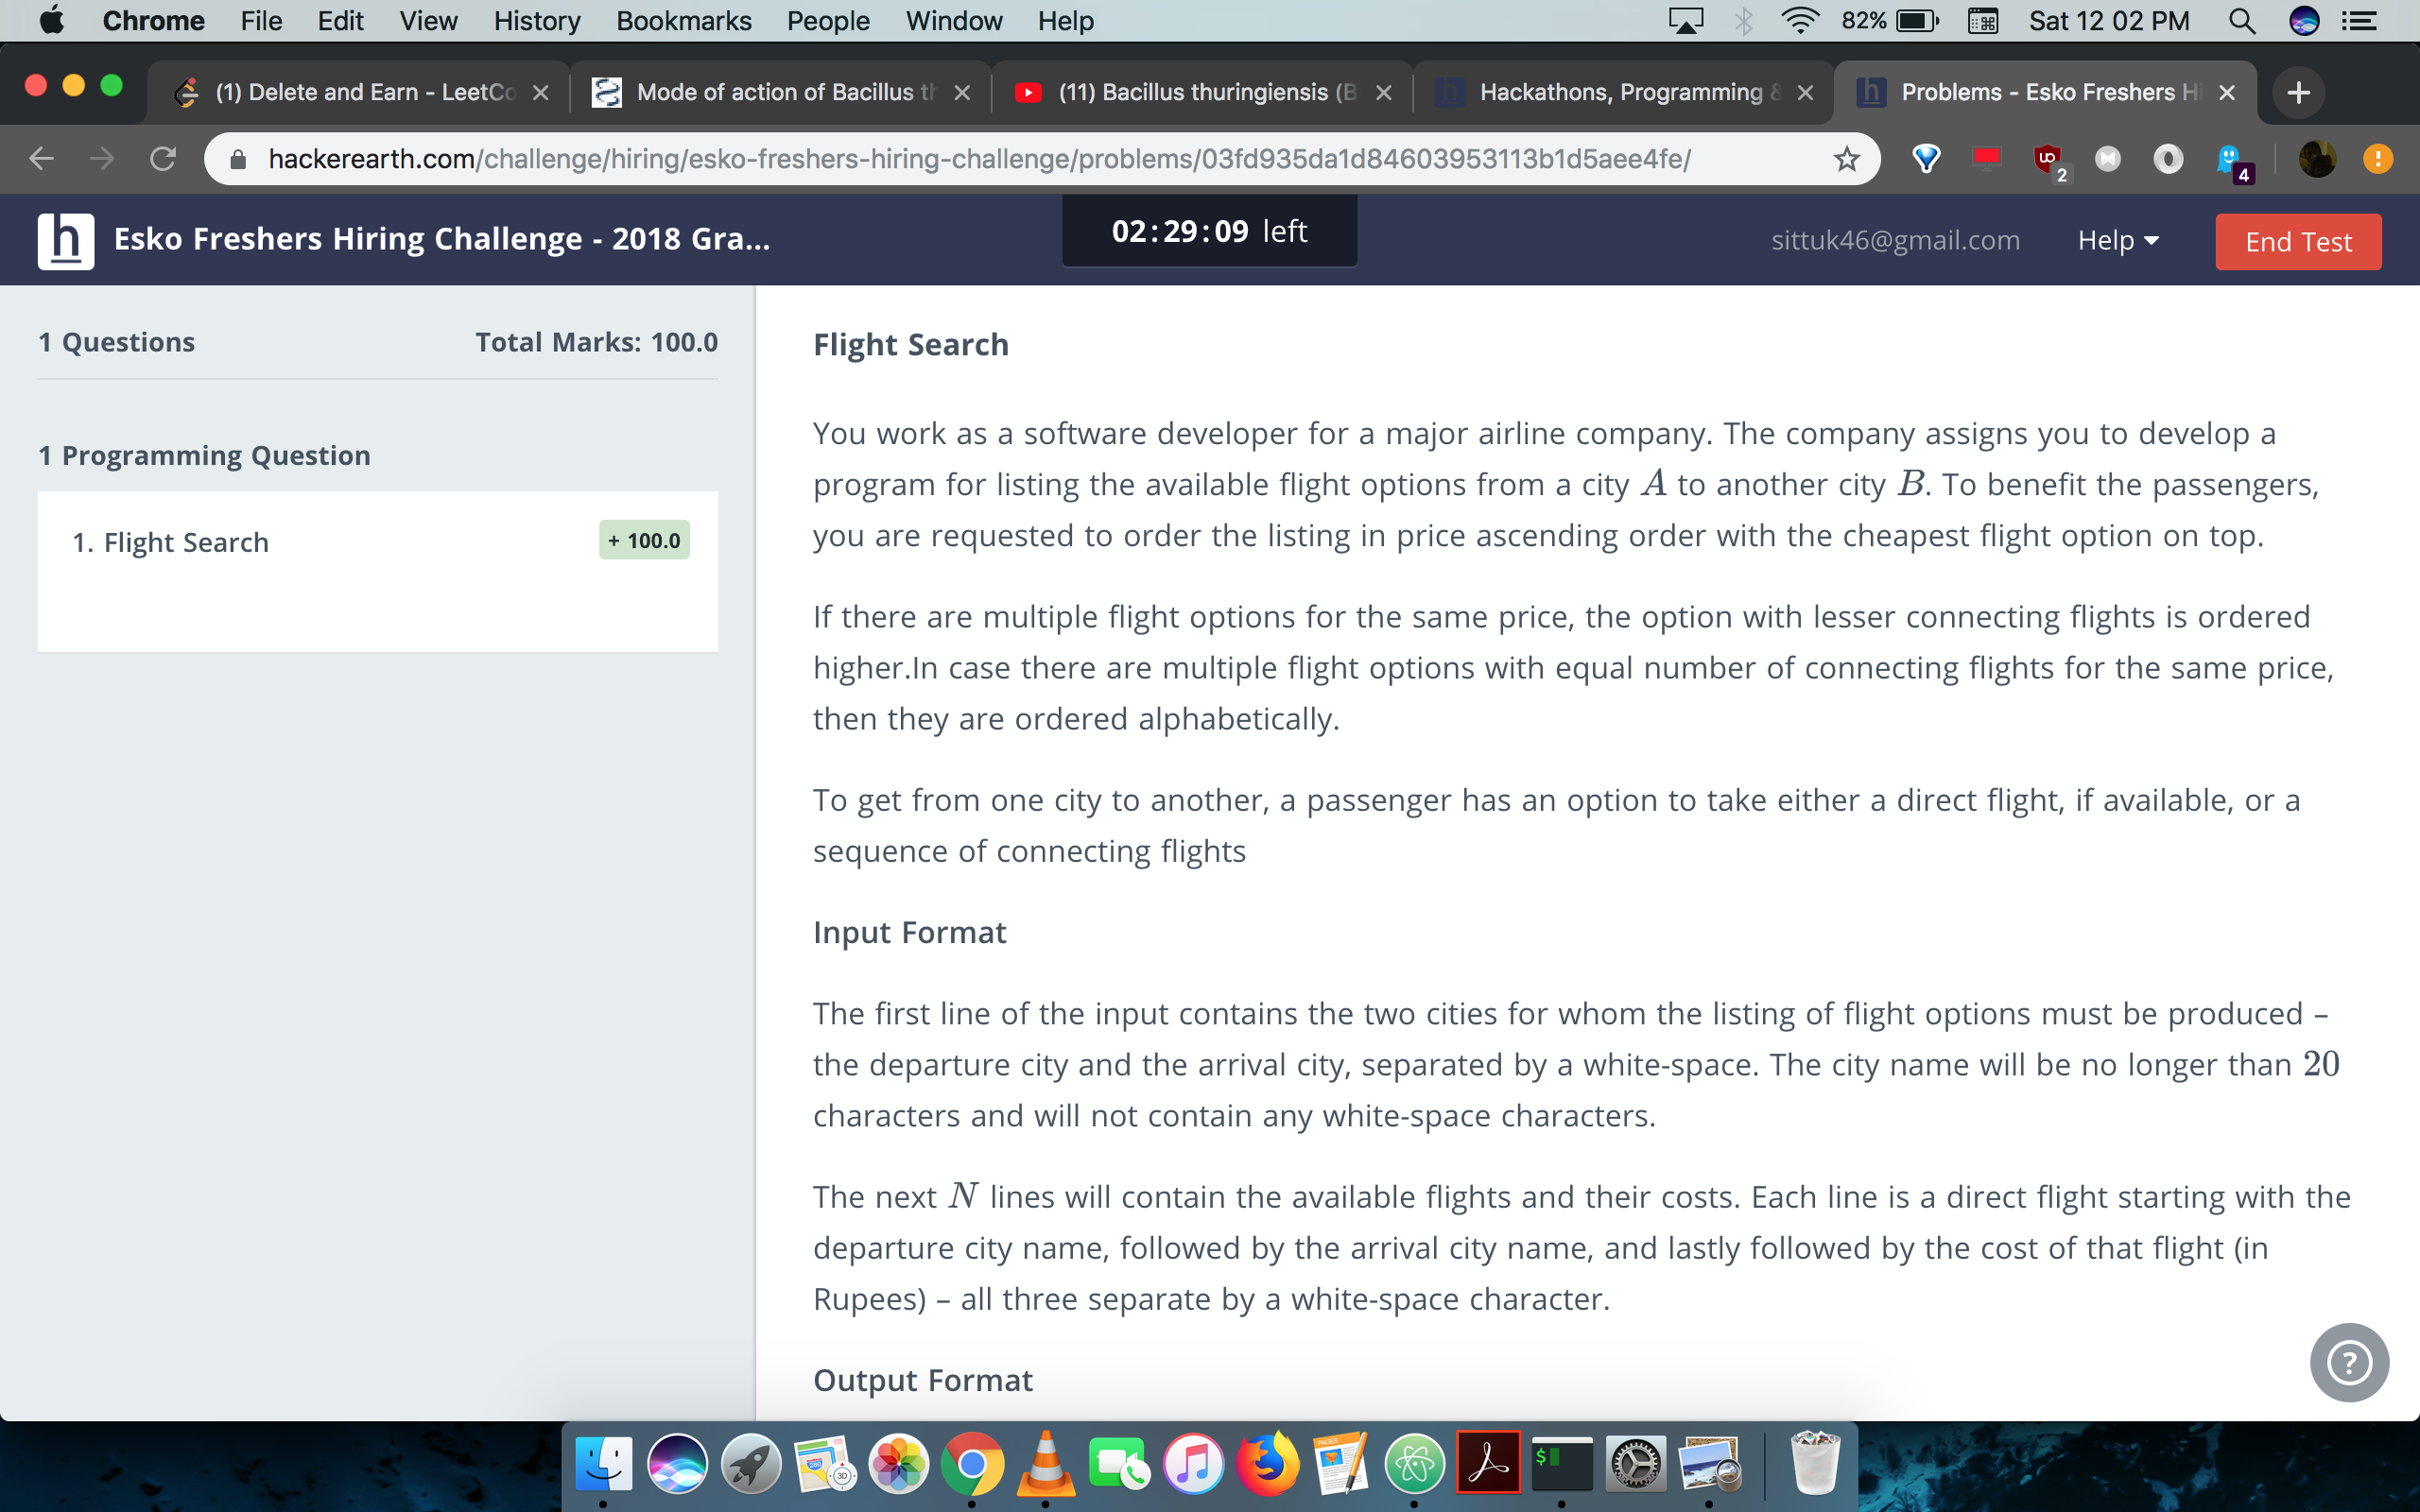 Chrome File Edit View History Bookmarks People Window Help 82% Sat 12 02 PM
(1) Delete and Earn - LeetCo Mode of action of Bacillus th (11) Bacillus thuringiensis (B Hackathons, Programming & Problems - Esko Freshers Hi
hackerearth.com/challenge/hiring/esko-freshers-hiring-challenge/problems/03fd935da1d84603953113b1d5aee4fe/ 2 4
h Esko Freshers Hiring Challenge - 2018 Gra... 02:29:09 left sittuk46@gmail.com Help End Test
1 Questions Total Marks: 100.0
1 Programming Question
1. Flight Search + 100.0
Flight Search
You work as a software developer for a major airline company. The company assigns you to develop a
program for listing the available flight options from a city A to another city B. To benefit the passengers,
you are requested to order the listing in price ascending order with the cheapest flight option on top.
If there are multiple flight options for the same price, the option with lesser connecting flights is ordered
higher.In case there are multiple flight options with equal number of connecting flights for the same price,
then they are ordered alphabetically.
To get from one city to another, a passenger has an option to take either a direct flight, if available, or a
sequence of connecting flights
Input Format
The first line of the input contains the two cities for whom the listing of flight options must be produced –
the departure city and the arrival city, separated by a white-space. The city name will be no longer than 20
characters and will not contain any white-space characters.
The next N lines will contain the available flights and their costs. Each line is a direct flight starting with the
departure city name, followed by the arrival city name, and lastly followed by the cost of that flight (in
Rupees) – all three separate by a white-space character.
Output Format
?